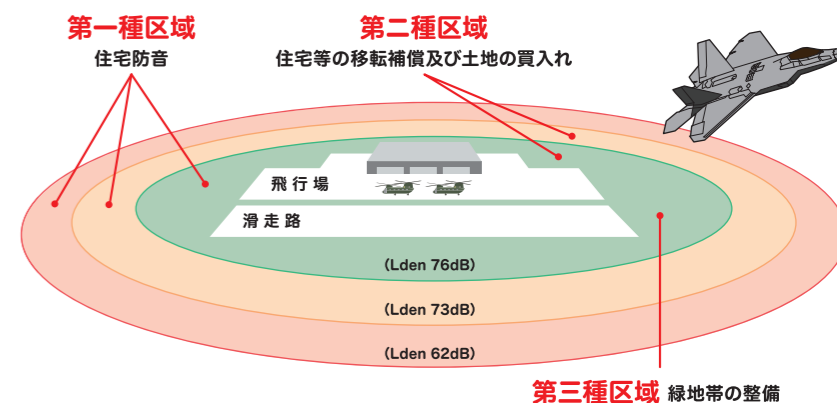 第一種区域
住宅防音
第二種区域
住宅等の移転補償及び土地の買入れ
飛行場
滑走路
（Lden 76dB）
（Lden 73dB）
（Lden 62dB）
第三種区域 緑地帯の整備